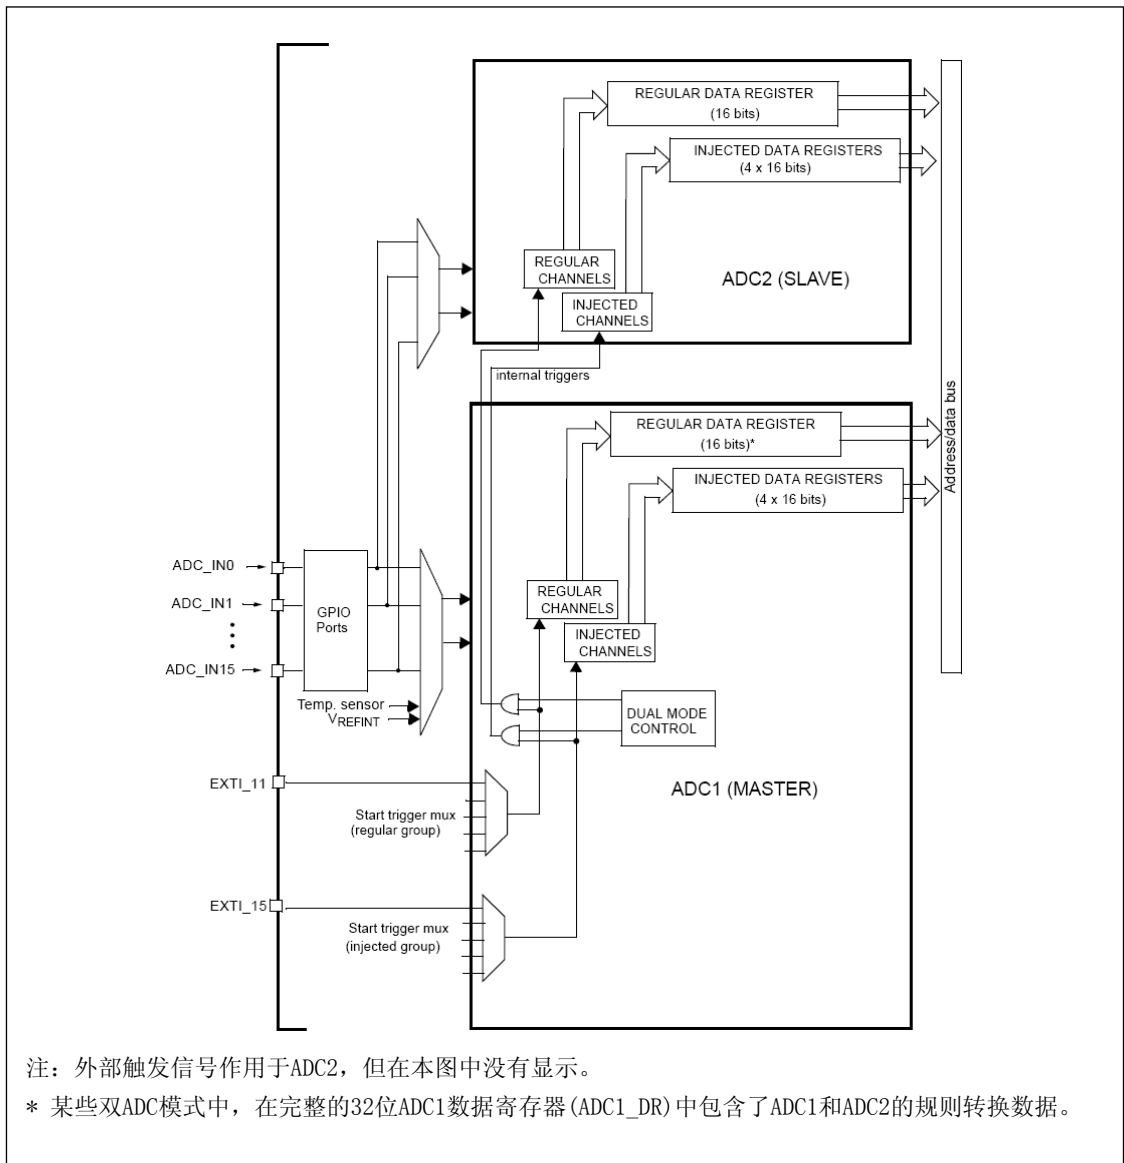 REGULAR DATA REGISTER
(16 bits)
INJECTED DATA REGISTERS
(4 x 16 bits)
REGULAR
CHANNELS
INJECTED
CHANNELS
ADC2 (SLAVE)
internal triggers
Address/data bus
REGULAR DATA REGISTER
(16 bits)*
INJECTED DATA REGISTERS
(4 x 16 bits)
ADC_IN0
ADC_IN1
ADC_IN15
GPIO
Ports
REGULAR
CHANNELS
INJECTED
CHANNELS
Temp. sensor
VREFINT
DUAL MODE
CONTROL
EXTI_11
Start trigger mux
(regular group)
ADC1 (MASTER)
EXTI_15
Start trigger mux
(injected group)
注：外部触发信号作用于ADC2，但在本图中没有显示。
* 某些双ADC模式中，在完整的32位ADC1数据寄存器(ADC1_DR)中包含了ADC1和ADC2的规则转换数据。